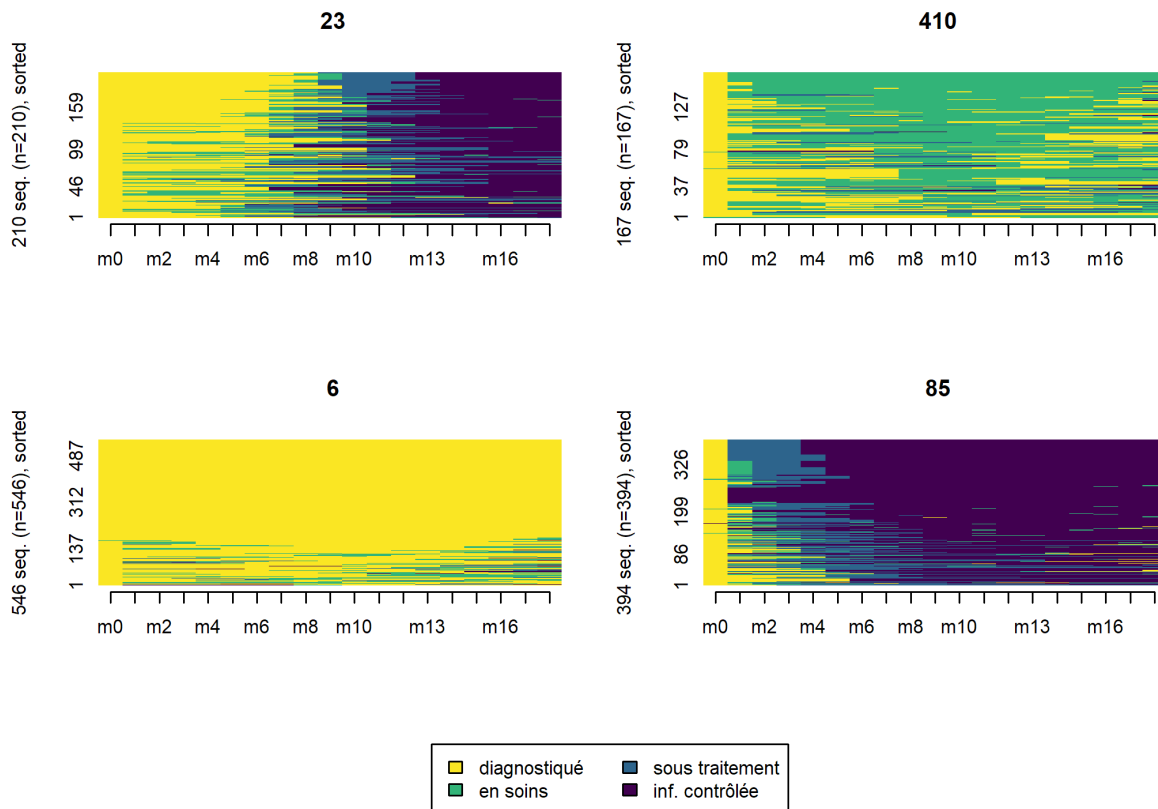 23
210 seq. (n=210), sorted
1 46 99 159
m0 m2 m4 m6 m8 m10 m13 m16
410
167 seq. (n=167), sorted
1 37 79 127
m0 m2 m4 m6 m8 m10 m13 m16
6
546 seq. (n=546), sorted
1 137 312 487
m0 m2 m4 m6 m8 m10 m13 m16
85
394 seq. (n=394), sorted
1 86 199 326
m0 m2 m4 m6 m8 m10 m13 m16
diagnostiqué
en soins
sous traitement
inf. contrôlée